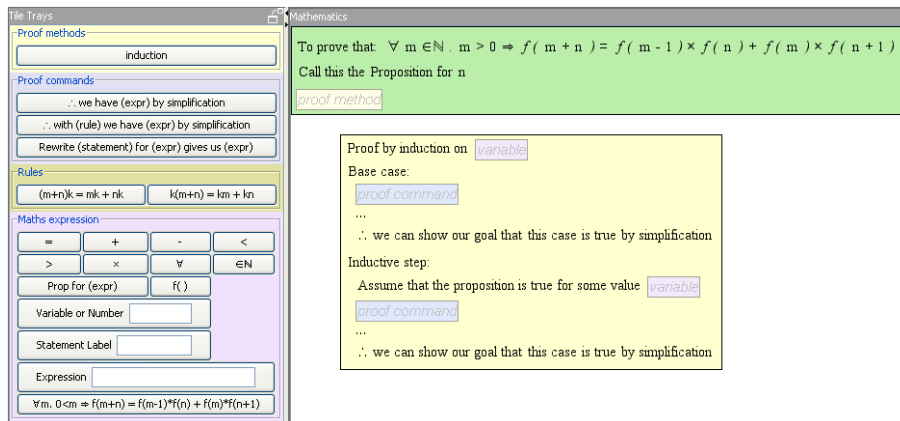 Tile Trays
Proof methods
induction
Proof commands
∴ we have (expr) by simplification
∴ with (rule) we have (expr) by simplification
Rewrite (statement) for (expr) gives us (expr)
Rules
(m+n)k = mk + nk k(m+n) = km + kn
Maths expression
= + - <
> × ∀ ∈ℕ
Prop for (expr) f( )
Variable or Number
Statement Label
Expression
∀m. 0<m ⇒ f(m+n) = f(m-1)*f(n) + f(m)*f(n+1)
Mathematics
To prove that: ∀ m ∈ℕ . m > 0 ⇒ f( m + n ) = f( m - 1 ) × f( n ) + f( m ) × f( n + 1 )
Call this the Proposition for n
proof method
Proof by induction on variable
Base case:
proof command
...
∴ we can show our goal that this case is true by simplification
Inductive step:
Assume that the proposition is true for some value variable
proof command
...
∴ we can show our goal that this case is true by simplification